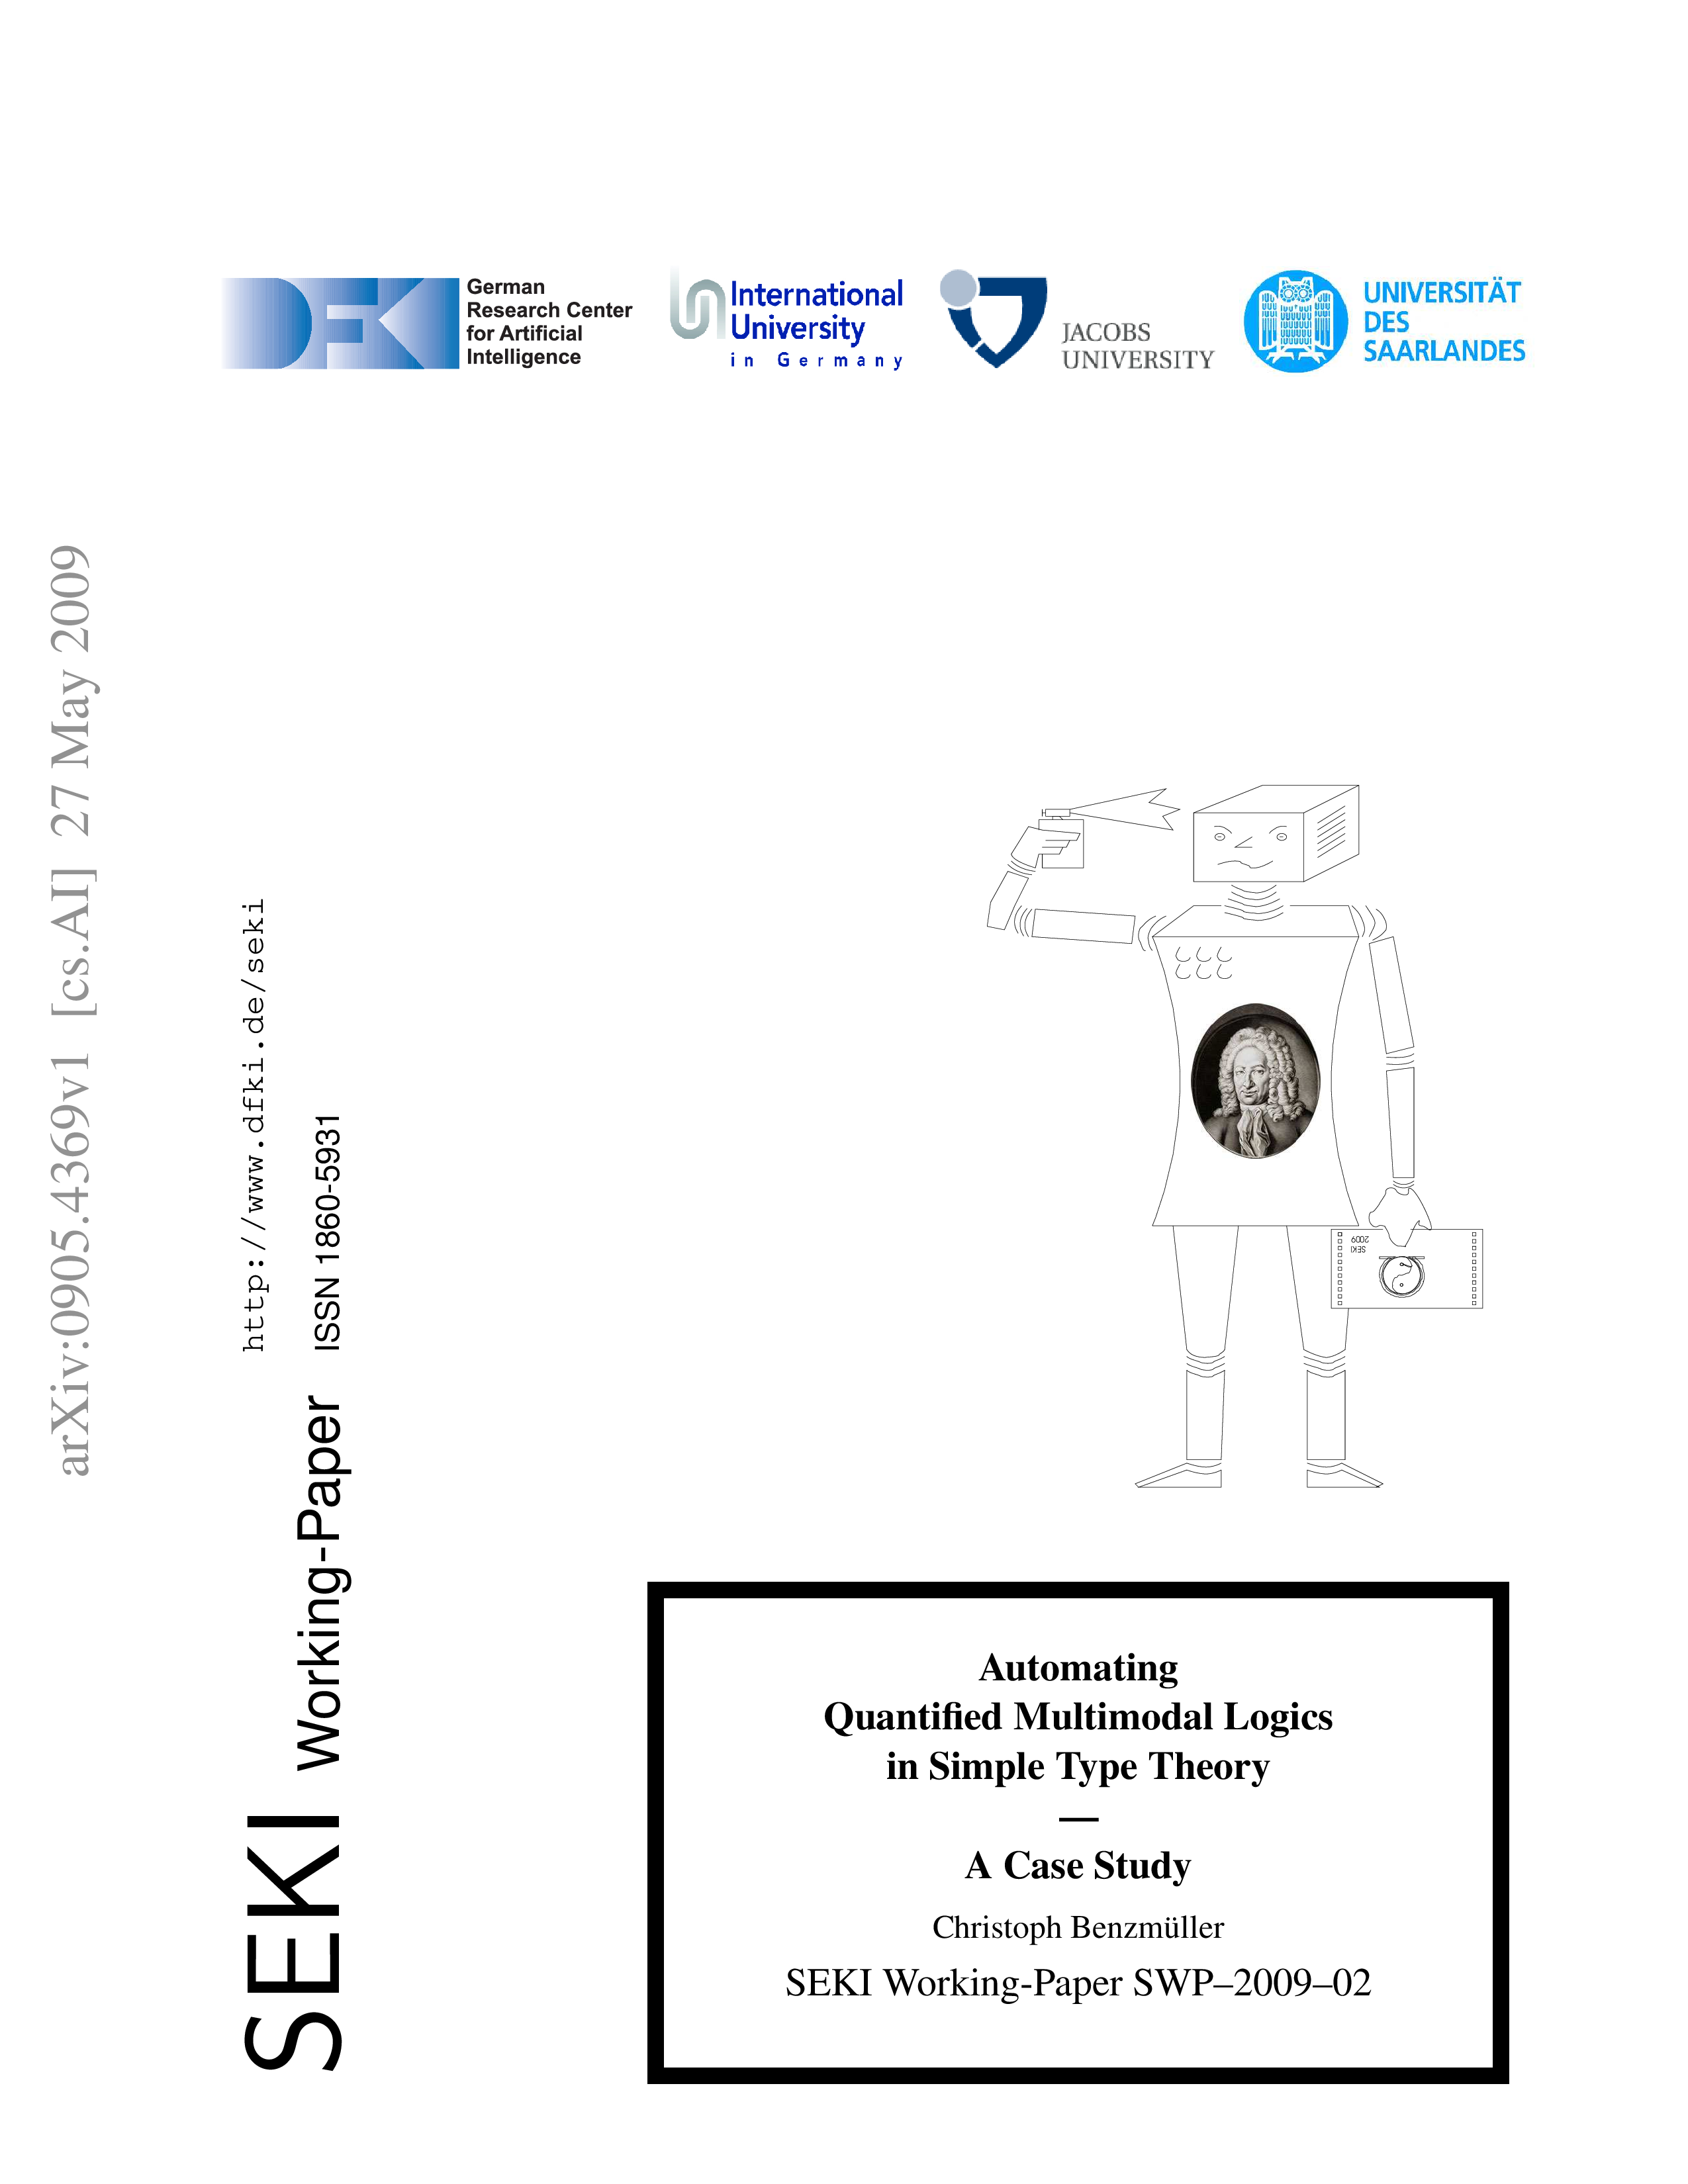 German
Research Center
for Artificial
Intelligence
International
University
in Germany
JACOBS
UNIVERSITY
UNIVERSITÄT
DES
SAARLANDES
arXiv:0905.4369v1 [cs.AI] 27 May 2009
http://www.dfki.de/seki
SEKI Working-Paper ISSN 1860-5931
SEKI
2009
Automating
Quantified Multimodal Logics
in Simple Type Theory
—
A Case Study
Christoph Benzmüller
SEKI Working-Paper SWP–2009–02
DFKI